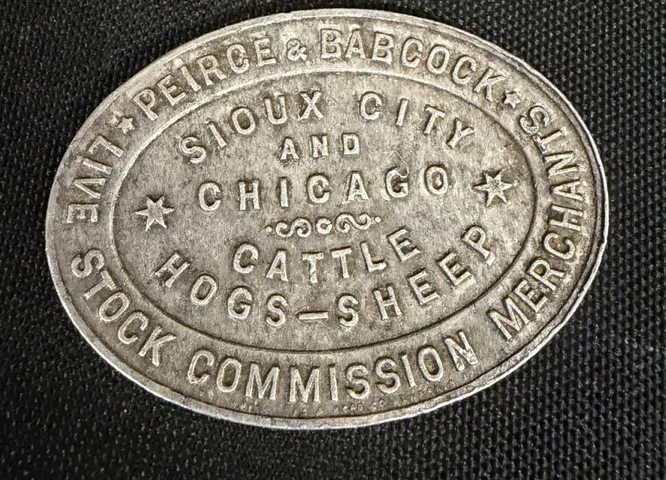 ★ PEIRCE & BABCOCK ★
LIVE STOCK COMMISSION MERCHANTS
SIOUX CITY
AND
CHICAGO
CATTLE
HOGS—SHEEP